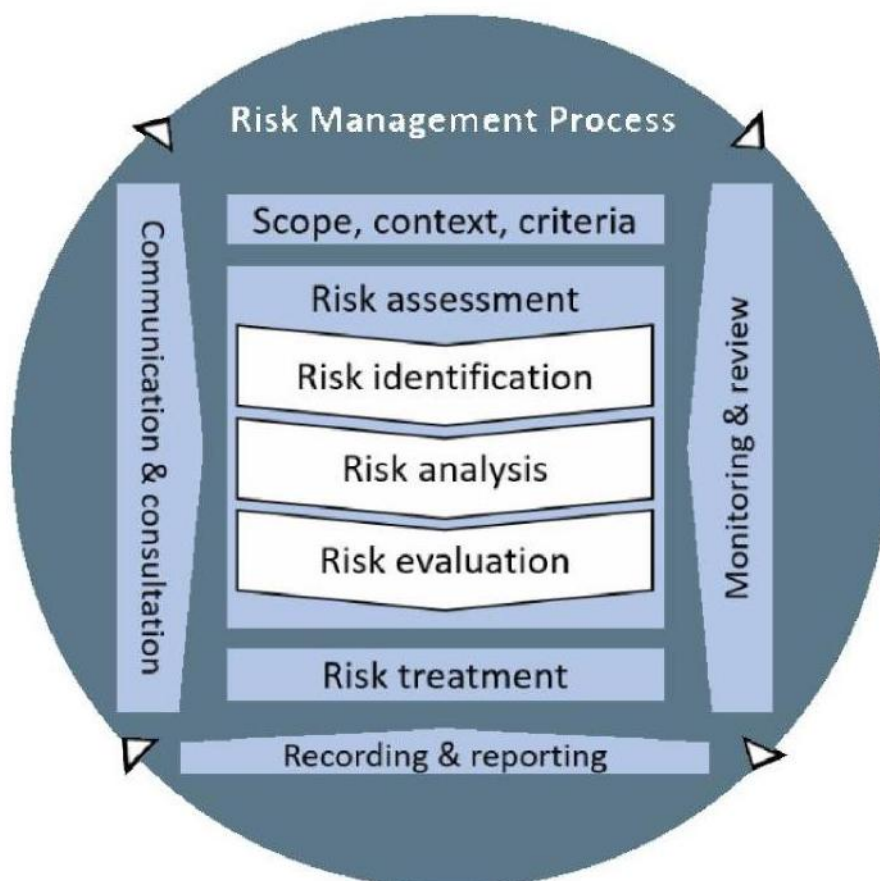 Risk Management Process
Scope, context, criteria
Risk assessment
Risk identification
Risk analysis
Risk evaluation
Risk treatment
Recording & reporting
Communication & consultation
Monitoring & review